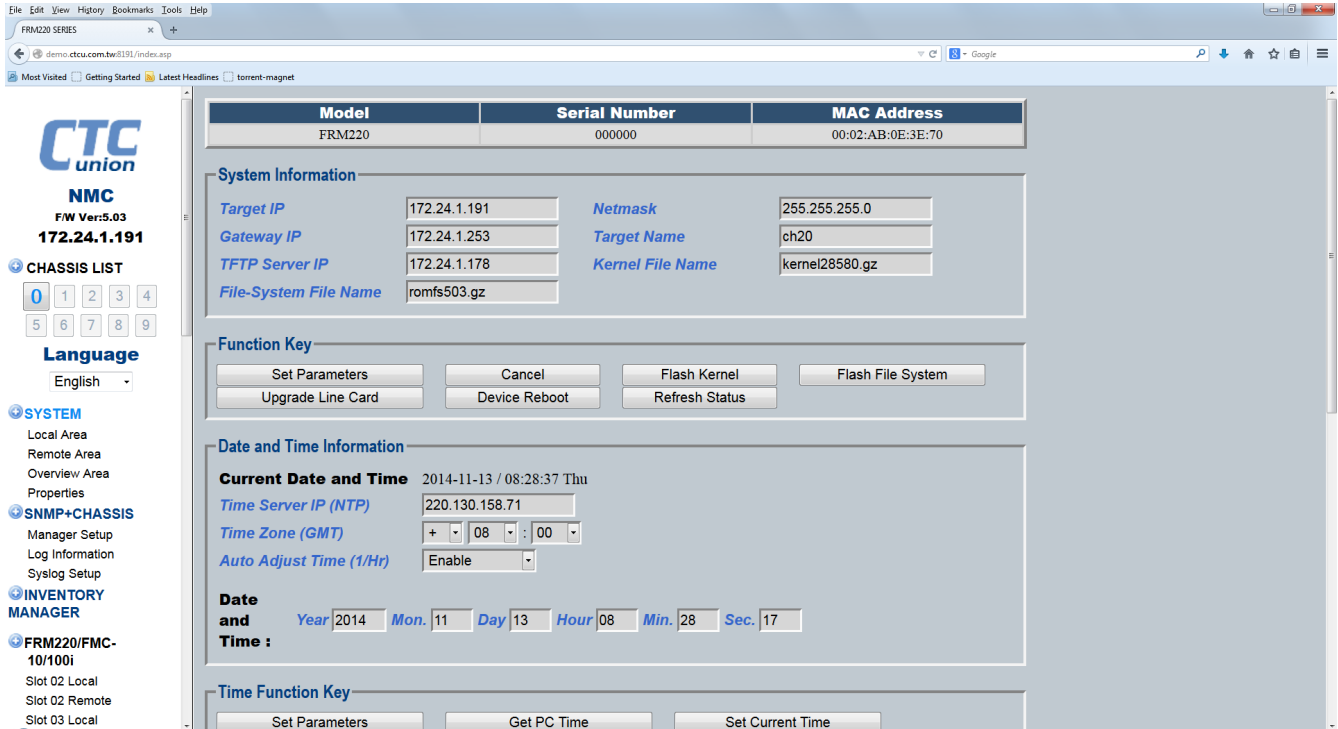 File Edit View History Bookmarks Tools Help
FRM220 SERIES × +
demo.ctcu.com.tw:8191/index.asp
8 - Google
Most Visited Getting Started Latest Headlines torrent-magnet
CTC
union
NMC
F/W Ver:5.03
172.24.1.191
CHASSIS LIST
0 1 2 3 4
5 6 7 8 9
Language
English
SYSTEM
Local Area
Remote Area
Overview Area
Properties
SNMP+CHASSIS
Manager Setup
Log Information
Syslog Setup
INVENTORY
MANAGER
FRM220/FMC-
10/100i
Slot 02 Local
Slot 02 Remote
Slot 03 Local
Model Serial Number MAC Address
FRM220 000000 00:02:AB:0E:3E:70
System Information
Target IP 172.24.1.191 Netmask 255.255.255.0
Gateway IP 172.24.1.253 Target Name ch20
TFTP Server IP 172.24.1.178 Kernel File Name kernel28580.gz
File-System File Name romfs503.gz
Function Key
Set Parameters Cancel Flash Kernel Flash File System
Upgrade Line Card Device Reboot Refresh Status
Date and Time Information
Current Date and Time 2014-11-13 / 08:28:37 Thu
Time Server IP (NTP) 220.130.158.71
Time Zone (GMT) + 08 : 00
Auto Adjust Time (1/Hr) Enable
Date
and
Time :
Year 2014 Mon. 11 Day 13 Hour 08 Min. 28 Sec. 17
Time Function Key
Set Parameters Get PC Time Set Current Time